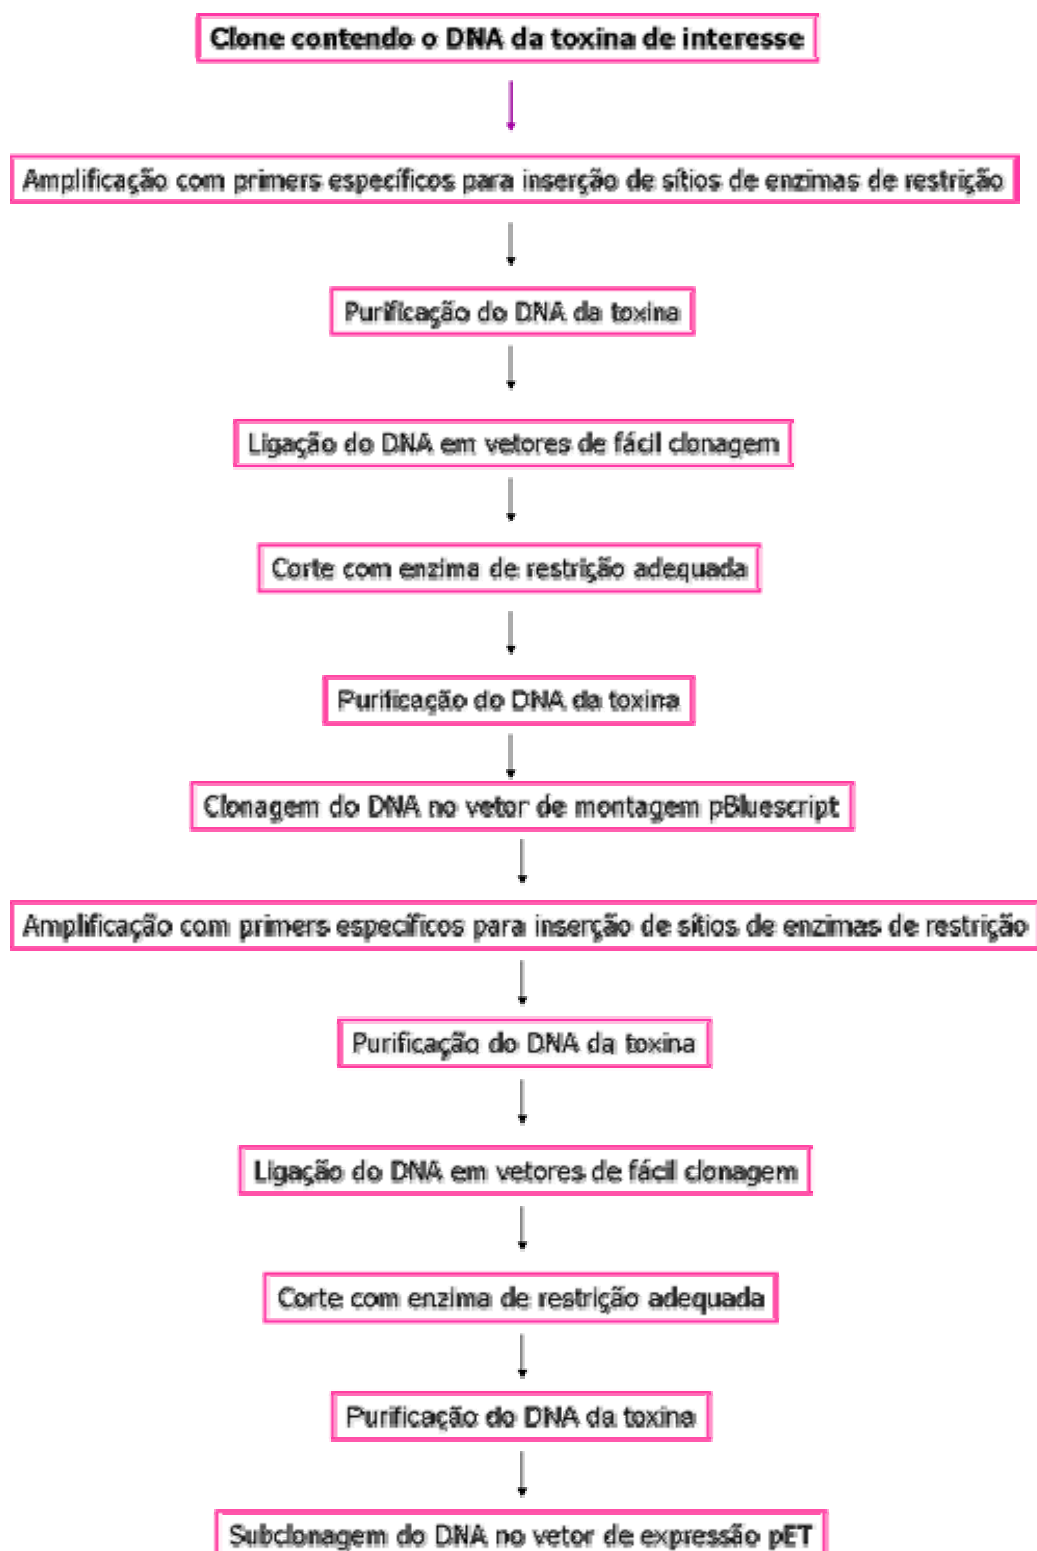 Clone contendo o DNA da toxina de interesse
Amplificação com primers específicos para inserção de sítios de enzimas de restrição
Purificação do DNA da toxina
Ligação do DNA em vetores de fácil clonagem
Corte com enzima de restrição adequada
Purificação do DNA da toxina
Clonagem do DNA no vetor de montagem pBluescript
Amplificação com primers específicos para inserção de sítios de enzimas de restrição
Purificação do DNA da toxina
Ligação do DNA em vetores de fácil clonagem
Corte com enzima de restrição adequada
Purificação do DNA da toxina
Subclonagem do DNA no vetor de expressão pET